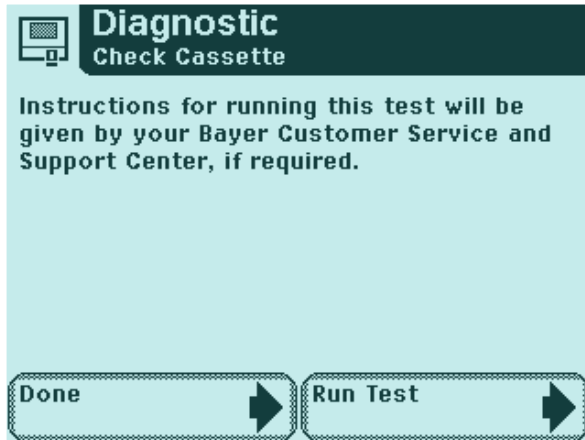 Diagnostic
Check Cassette
Instructions for running this test will be
given by your Bayer Customer Service and
Support Center, if required.
Done
Run Test